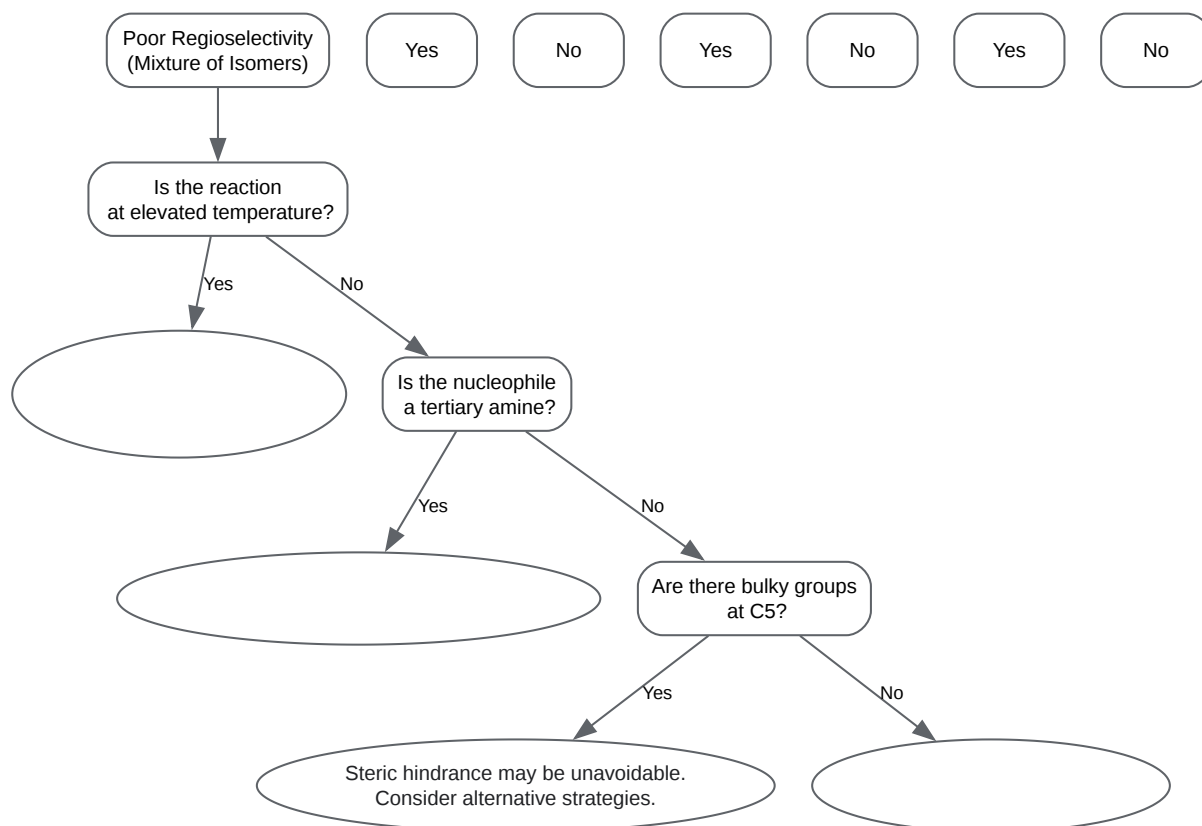 Poor Regioselectivity
(Mixture of Isomers)
Yes
No
Yes
No
Yes
No
Is the reaction
at elevated temperature?
Yes
No
Is the nucleophile
a tertiary amine?
Yes
No
Are there bulky groups
at C5?
Yes
No
Steric hindrance may be unavoidable.
Consider alternative strategies.